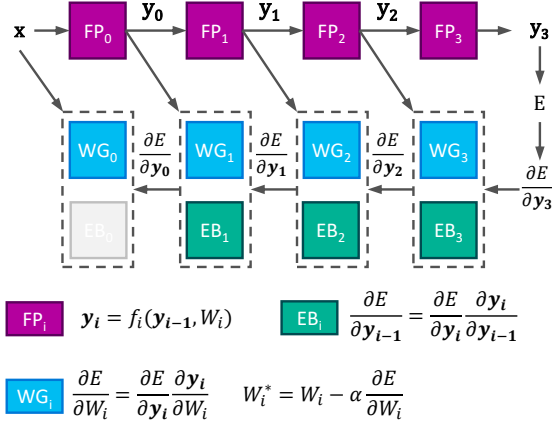 x FP₀ y₀ FP₁ y₁ FP₂ y₂ FP₃ y₃
E
WG₀ ∂E/∂y₀ WG₁ ∂E/∂y₁ WG₂ ∂E/∂y₂ WG₃ ∂E/∂y₃
EB₀ EB₁ EB₂ EB₃
FPᵢ yᵢ = fᵢ(yᵢ₋₁, Wᵢ) EBᵢ ∂E/∂yᵢ₋₁ = ∂E/∂yᵢ ∂yᵢ/∂yᵢ₋₁
WGᵢ ∂E/∂Wᵢ = ∂E/∂yᵢ ∂yᵢ/∂Wᵢ Wᵢ* = Wᵢ − α ∂E/∂Wᵢ